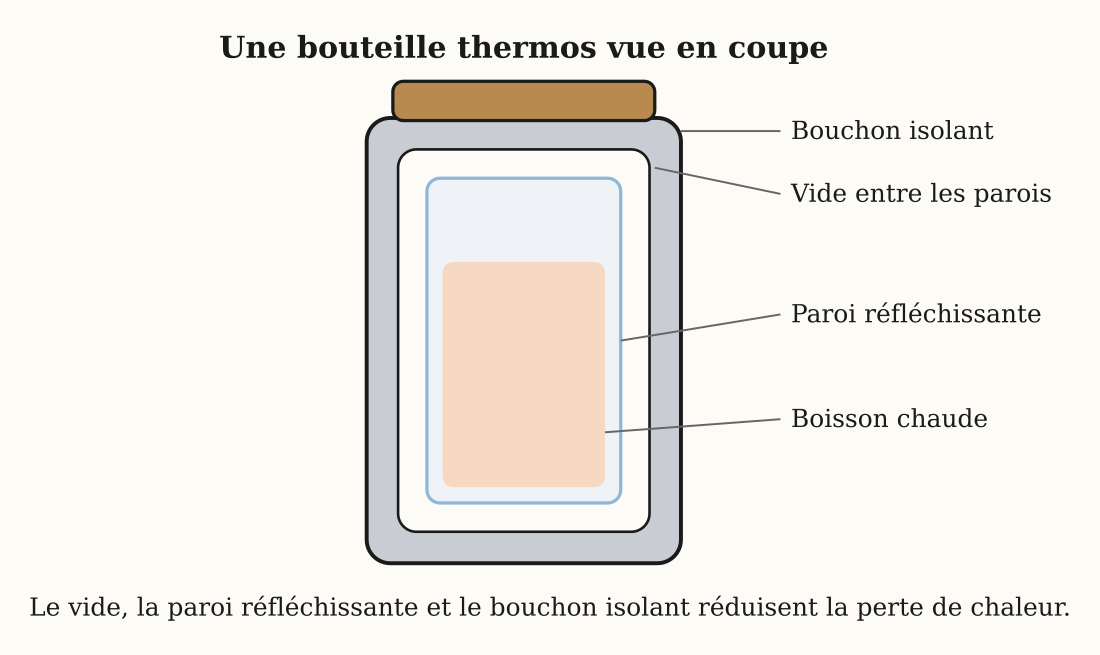 Une bouteille thermos vue en coupe
Bouchon isolant
Vide entre les parois
Paroi réfléchissante
Boisson chaude
Le vide, la paroi réfléchissante et le bouchon isolant réduisent la perte de chaleur.